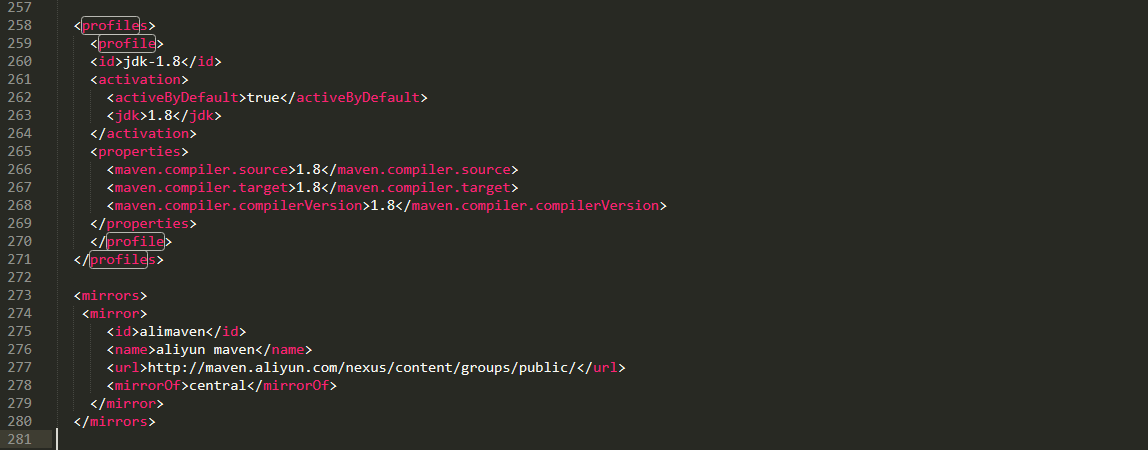 257
258 <profiles>
259 <profile>
260 <id>jdk-1.8</id>
261 <activation>
262 <activeByDefault>true</activeByDefault>
263 <jdk>1.8</jdk>
264 </activation>
265 <properties>
266 <maven.compiler.source>1.8</maven.compiler.source>
267 <maven.compiler.target>1.8</maven.compiler.target>
268 <maven.compiler.compilerVersion>1.8</maven.compiler.compilerVersion>
269 </properties>
270 </profile>
271 </profiles>
272
273 <mirrors>
274 <mirror>
275 <id>alimaven</id>
276 <name>aliyun maven</name>
277 <url>http://maven.aliyun.com/nexus/content/groups/public/</url>
278 <mirrorOf>central</mirrorOf>
279 </mirror>
280 </mirrors>
281